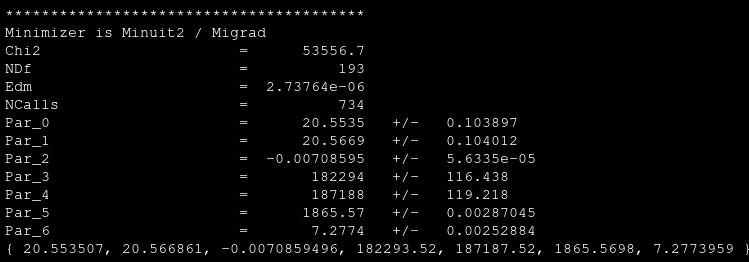 ****************************************
Minimizer is Minuit2 / Migrad
Chi2                      =      53556.7
NDf                       =          193
Edm                       =  2.73764e-06
NCalls                    =          734
Par_0                     =      20.5535   +/-   0.103897
Par_1                     =      20.5669   +/-   0.104012
Par_2                     =  -0.00708595   +/-   5.6335e-05
Par_3                     =       182294   +/-   116.438
Par_4                     =       187188   +/-   119.218
Par_5                     =      1865.57   +/-   0.00287045
Par_6                     =       7.2774   +/-   0.00252884
{ 20.553507, 20.566861, -0.0070859496, 182293.52, 187187.52, 1865.5698, 7.2773959 }